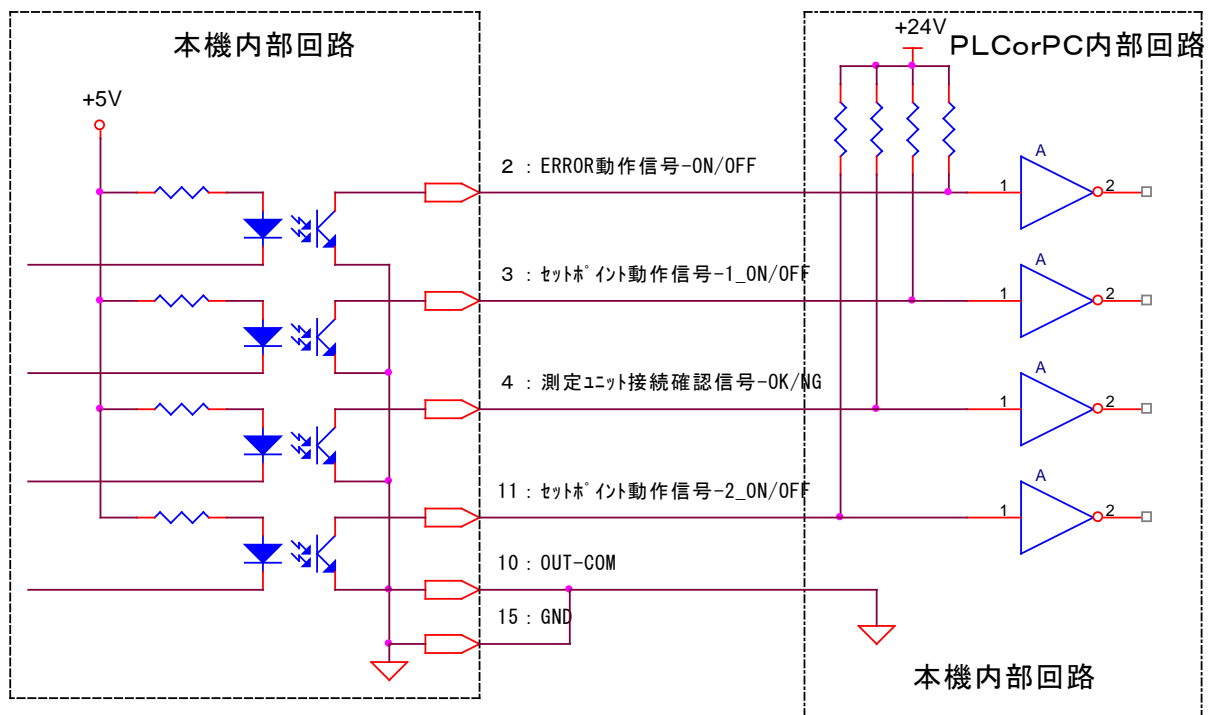 本機内部回路
+24V
PLCorPC内部回路
+5V
2 : ERROR動作信号-ON/OFF
A
1
2
3 : ｾｯﾄﾎﾟｲﾝﾄ動作信号-1_ON/OFF
A
1
2
4 : 測定ﾕﾆｯﾄ接続確認信号-OK/NG
A
1
2
11 : ｾｯﾄﾎﾟｲﾝﾄ動作信号-2_ON/OFF
A
1
2
10 : OUT-COM
15 : GND
本機内部回路